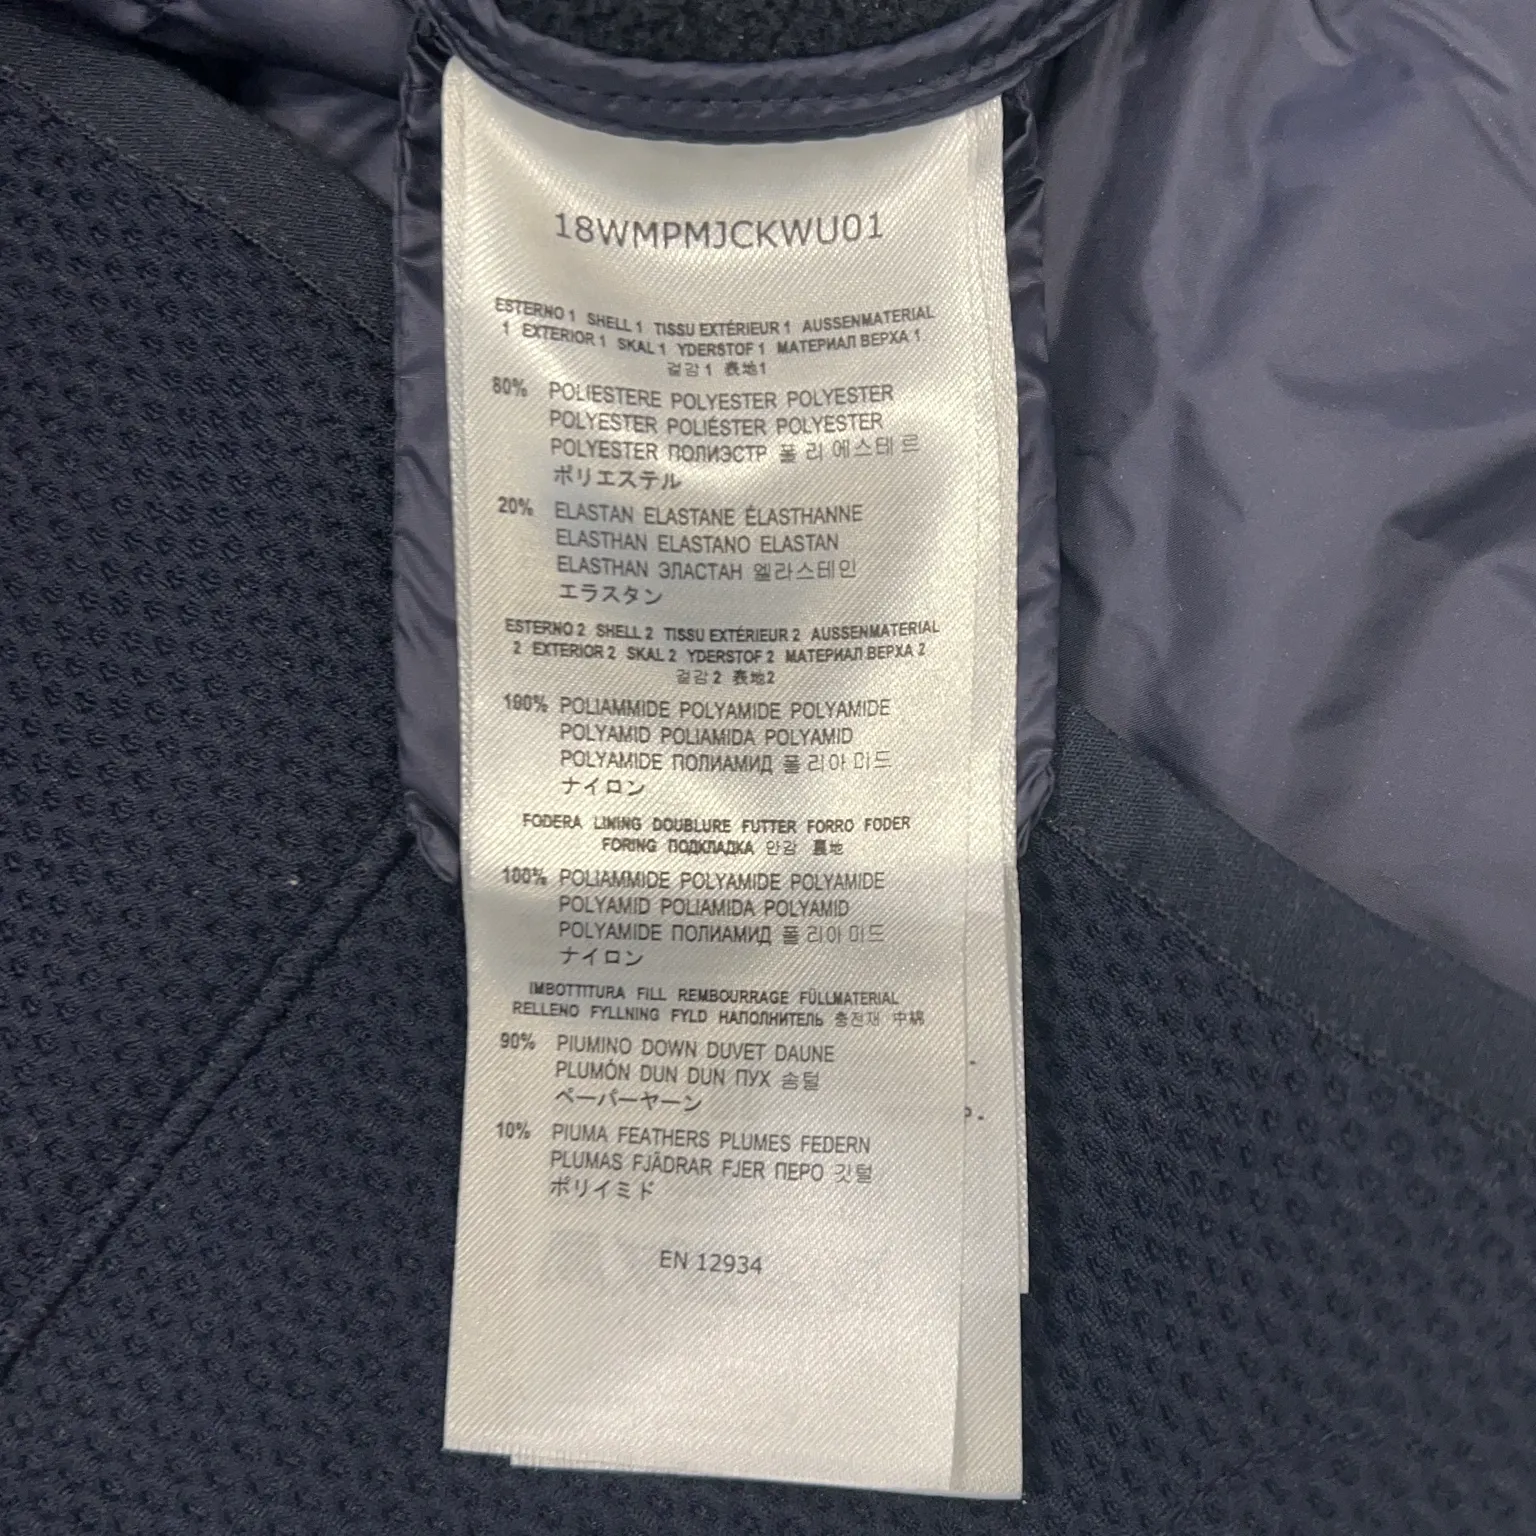 18WMPMJCKWU01
ESTERNO 1 SHELL 1 TISSU EXTÉRIEUR 1 AUSSENMATERIAL
1 EXTERIOR 1 SKAL 1 YDERSTOF 1 МАТЕРИАЛ ВЕРХА 1
겉감 1 表地1
80% POLIESTERE POLYESTER POLYESTER
POLYESTER POLIÉSTER POLYESTER
POLYESTER ПОЛИЭСТР 폴리에스테르
ポリエステル
20% ELASTAN ELASTANE ÉLASTHANNE
ELASTHAN ELASTANO ELASTAN
ELASTHAN ЭЛАСТАН 엘라스테인
エラスタン
ESTERNO 2 SHELL 2 TISSU EXTÉRIEUR 2 AUSSENMATERIAL
2 EXTERIOR 2 SKAL 2 YDERSTOF 2 МАТЕРИАЛ ВЕРХА 2
겉감 2 表地2
100% POLIAMMIDE POLYAMIDE POLYAMIDE
POLYAMID POLIAMIDA POLYAMID
POLYAMIDE ПОЛИАМИД 폴리아미드
ナイロン
FODERA LINING DOUBLURE FUTTER FORRO FODER
FORING ПОДКЛАДКА 안감 裏地
100% POLIAMMIDE POLYAMIDE POLYAMIDE
POLYAMID POLIAMIDA POLYAMID
POLYAMIDE ПОЛИАМИД 폴리아미드
ナイロン
IMBOTTITURA FILL REMBOURRAGE FÜLLMATERIAL
RELLENO FYLLNING FYLD НАПОЛНИТЕЛЬ 충전재 中綿
90% PIUMINO DOWN DUVET DAUNE
PLUMÓN DUN DUN ПУХ 솜털
ペーパーヤーン
10% PIUMA FEATHERS PLUMES FEDERN
PLUMAS FJÄDRAR FJER ПЕРО 깃털
ポリイミド
EN 12934